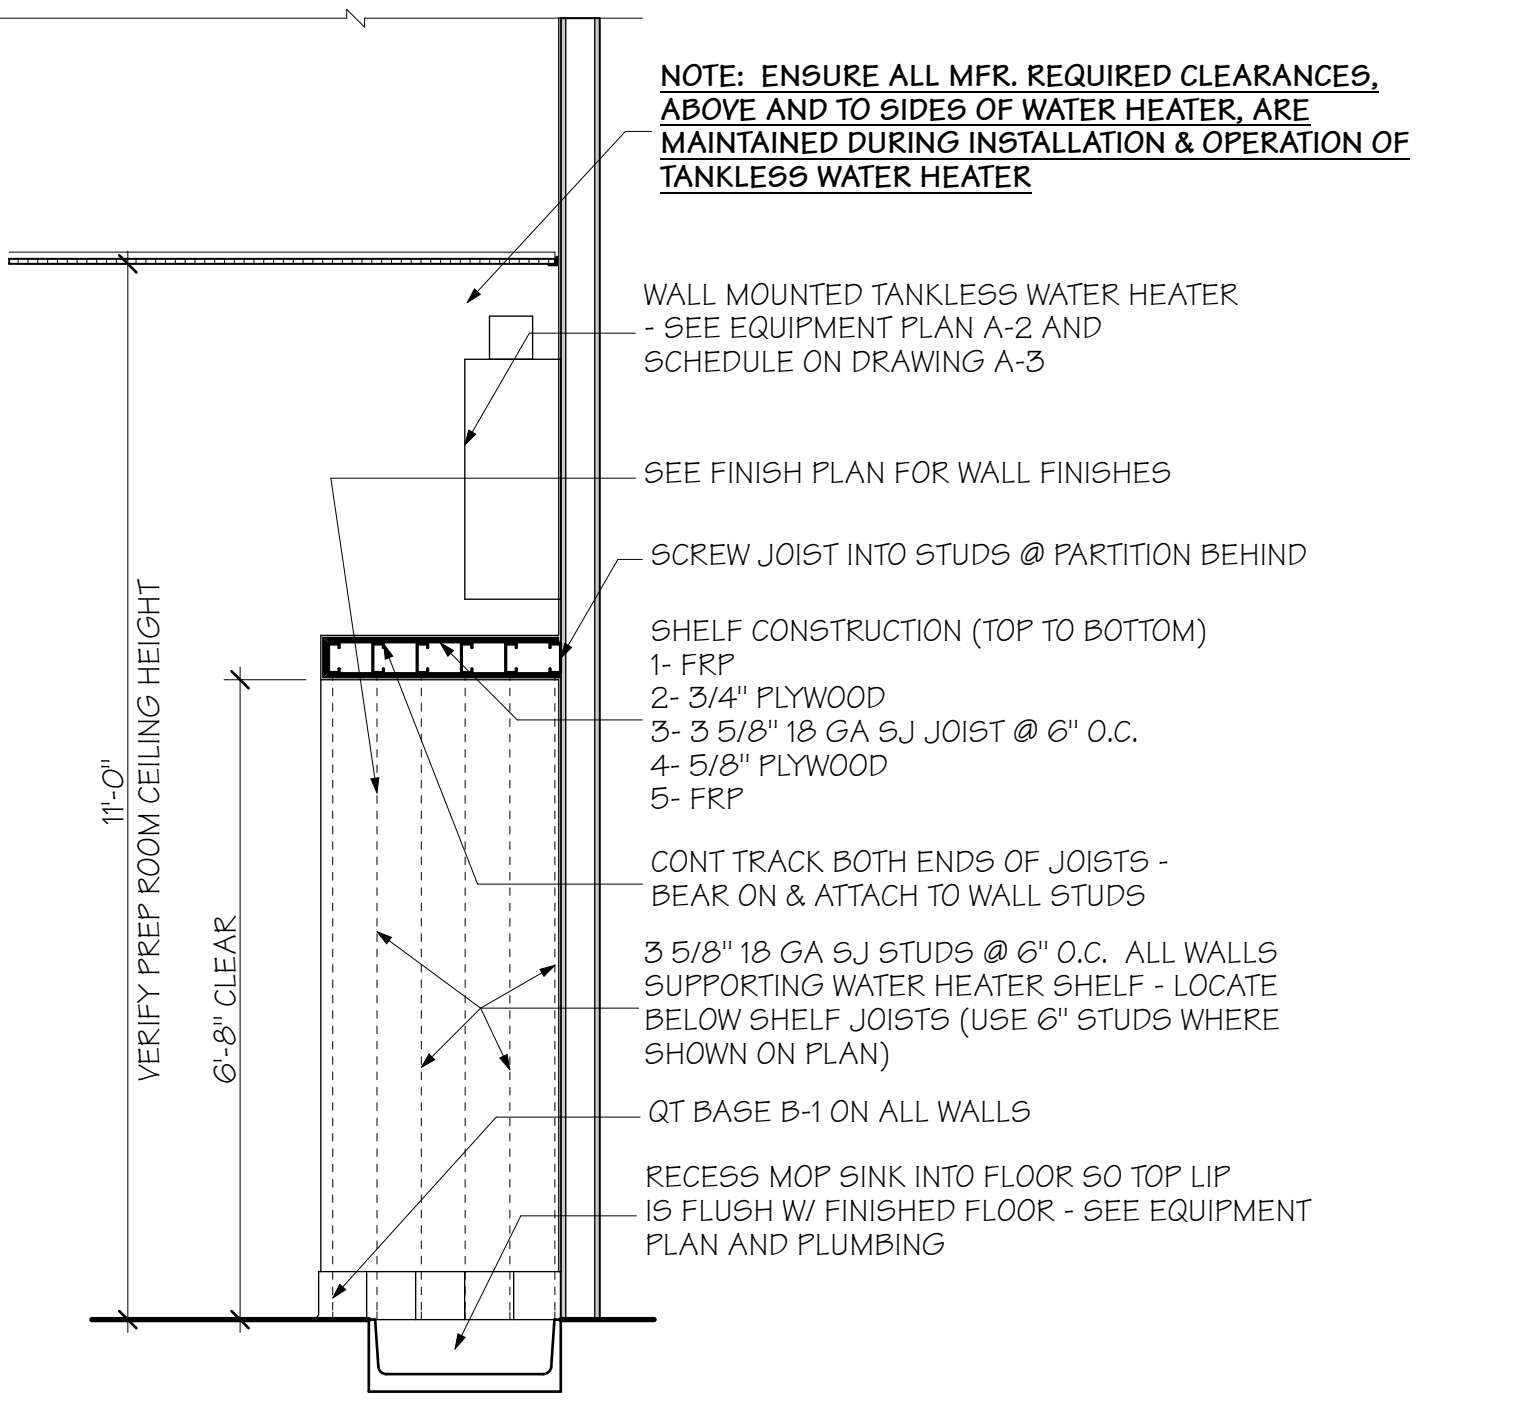 NOTE:  ENSURE ALL MFR. REQUIRED CLEARANCES,
ABOVE AND TO SIDES OF WATER HEATER, ARE
MAINTAINED DURING INSTALLATION & OPERATION OF
TANKLESS WATER HEATER
WALL MOUNTED TANKLESS WATER HEATER
- SEE EQUIPMENT PLAN A-2 AND
SCHEDULE ON DRAWING A-3
SEE FINISH PLAN FOR WALL FINISHES
SCREW JOIST INTO STUDS @ PARTITION BEHIND
SHELF CONSTRUCTION (TOP TO BOTTOM)
1- FRP
2- 3/4" PLYWOOD
3- 3 5/8" 18 GA SJ JOIST @ 6" O.C.
4- 5/8" PLYWOOD
5- FRP
CONT TRACK BOTH ENDS OF JOISTS -
BEAR ON & ATTACH TO WALL STUDS
3 5/8" 18 GA SJ STUDS @ 6" O.C.  ALL WALLS
SUPPORTING WATER HEATER SHELF - LOCATE
BELOW SHELF JOISTS (USE 6" STUDS WHERE
SHOWN ON PLAN)
QT BASE B-1 ON ALL WALLS
RECESS MOP SINK INTO FLOOR SO TOP LIP
IS FLUSH W/ FINISHED FLOOR - SEE EQUIPMENT
PLAN AND PLUMBING
11'-0"
VERIFY PREP ROOM CEILING HEIGHT
6'-8" CLEAR